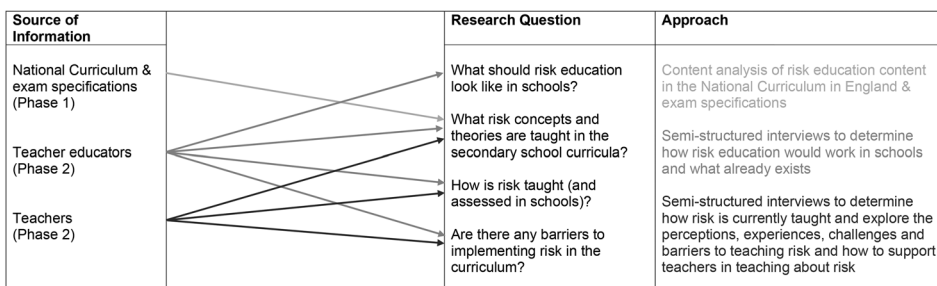 Source of
Information
Research Question
Approach
National Curriculum &
exam specifications
(Phase 1)
Teacher educators
(Phase 2)
Teachers
(Phase 2)
What should risk education
look like in schools?
What risk concepts and
theories are taught in the
secondary school curricula?
How is risk taught (and
assessed in schools)?
Are there any barriers to
implementing risk in the
curriculum?
Content analysis of risk education content
in the National Curriculum in England &
exam specifications
Semi-structured interviews to determine
how risk education would work in schools
and what already exists
Semi-structured interviews to determine
how risk is currently taught and explore the
perceptions, experiences, challenges and
barriers to teaching risk and how to support
teachers in teaching about risk